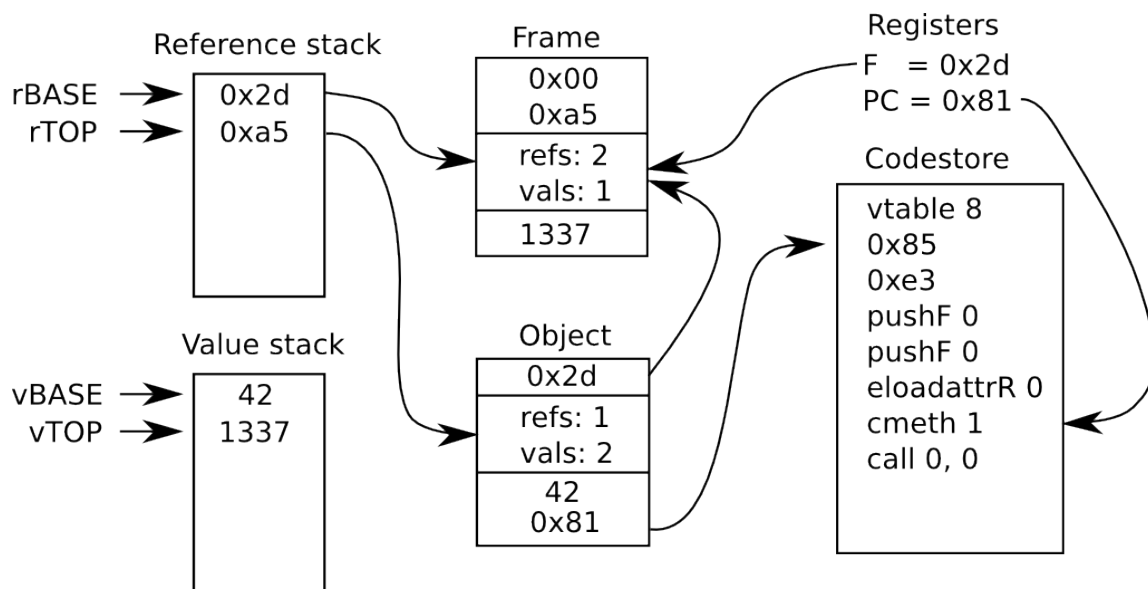 Reference stack
rBASE
rTOP
0x2d
0xa5
Value stack
vBASE
vTOP
42
1337
Frame
0x00
0xa5
refs: 2
vals: 1
1337
Object
0x2d
refs: 1
vals: 2
42
0x81
Registers
F = 0x2d
PC = 0x81
Codestore
vtable 8
0x85
0xe3
pushF 0
pushF 0
eloadattrR 0
cmeth 1
call 0, 0